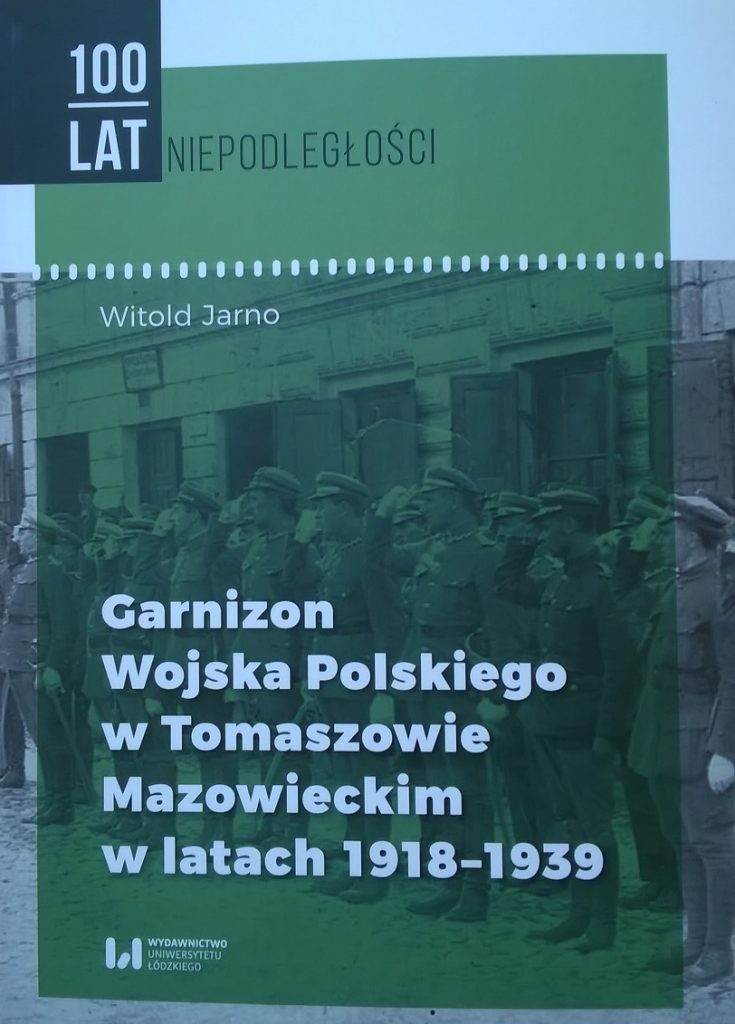 100
LAT NIEPODLEGŁOŚCI
Witold Jarno
Garnizon
Wojska Polskiego
w Tomaszowie
Mazowieckim
w latach 1918–1939
WYDAWNICTWO
UNIWERSYTETU
ŁÓDZKIEGO